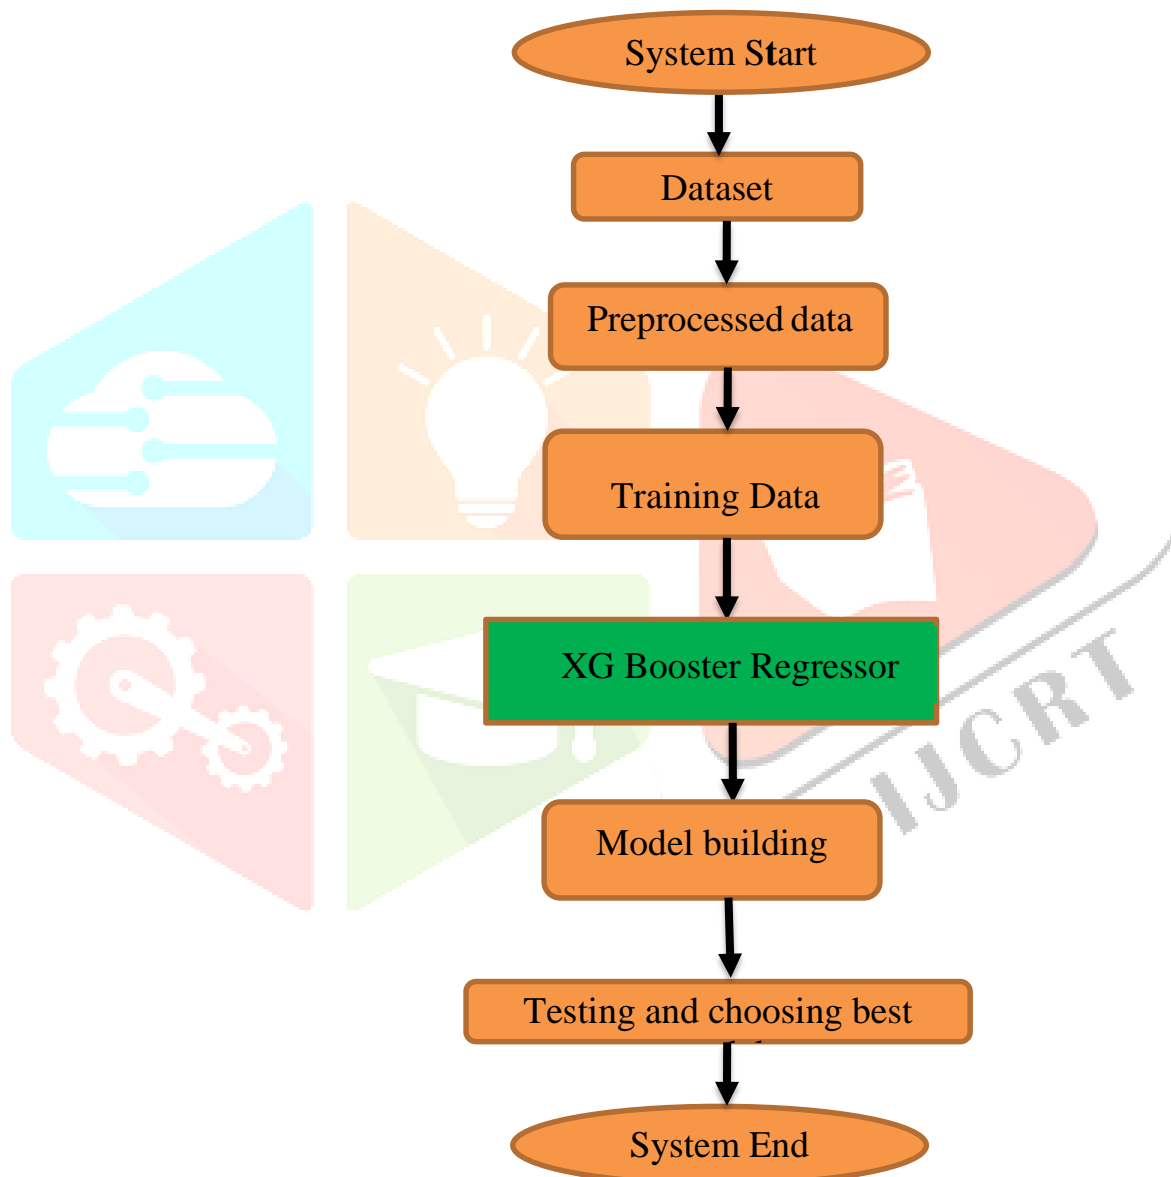 System Start
Dataset
Preprocessed data
Training Data
XG Booster Regressor
IJCRT
Model building
Testing and choosing best
System End